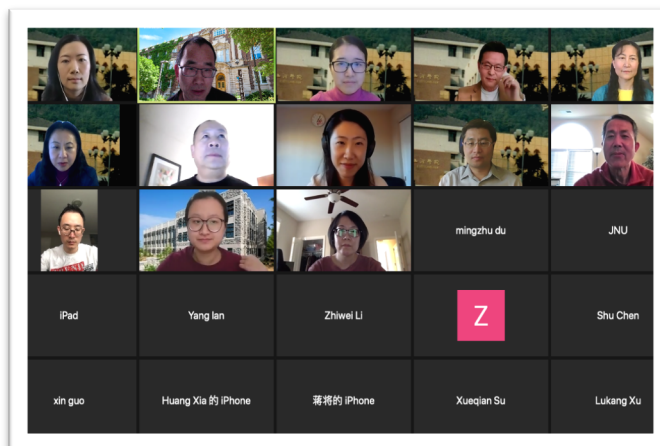 mingzhu du
JNU
iPad
Yang lan
Zhiwei Li
Z
Shu Chen
xin guo
Huang Xia 的 iPhone
蒋将的 iPhone
Xueqian Su
Lukang Xu